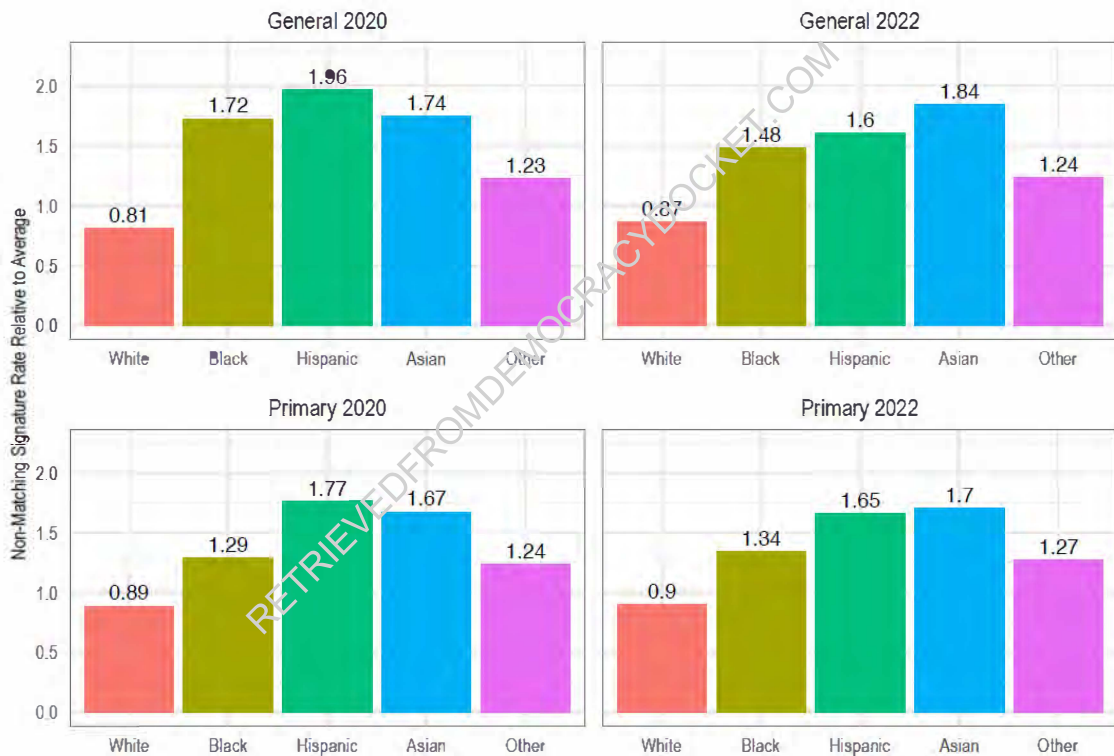 General 2020
General 2022
Non-Matching Signature Rate Relative to Average
2.0
1.5
1.0
0.5
0.0
0.81
1.72
1.96
1.74
1.23
White
Black
Hispanic
Asian
Other
0.87
1.48
1.6
1.84
1.24
White
Black
Hispanic
Asian
Other
Primary 2020
Primary 2022
2.0
1.5
1.0
0.5
0.0
0.89
1.29
1.77
1.67
1.24
White
Black
Hispanic
Asian
Other
0.9
1.34
1.65
1.7
1.27
White
Black
Hispanic
Asian
Other
RETRIEVEDFROMDEMOCRACYDOCKET.COM